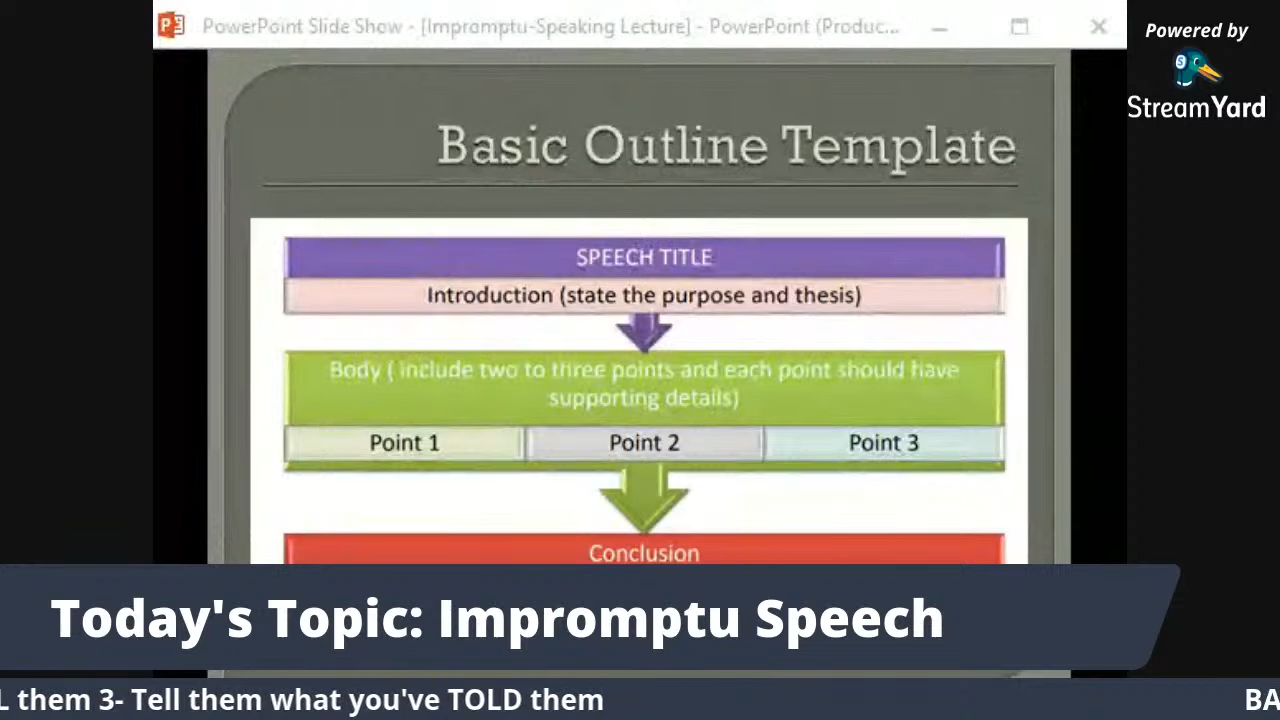 PowerPoint Slide Show - [Impromptu-Speaking Lecture] - PowerPoint (Produc...
Powered by
StreamYard
Basic Outline Template
SPEECH TITLE
Introduction (state the purpose and thesis)
Body ( include two to three points and each point should have
supporting details)
Point 1
Point 2
Point 3
Conclusion
Today's Topic: Impromptu Speech
L them 3- Tell them what you've TOLD them
BA